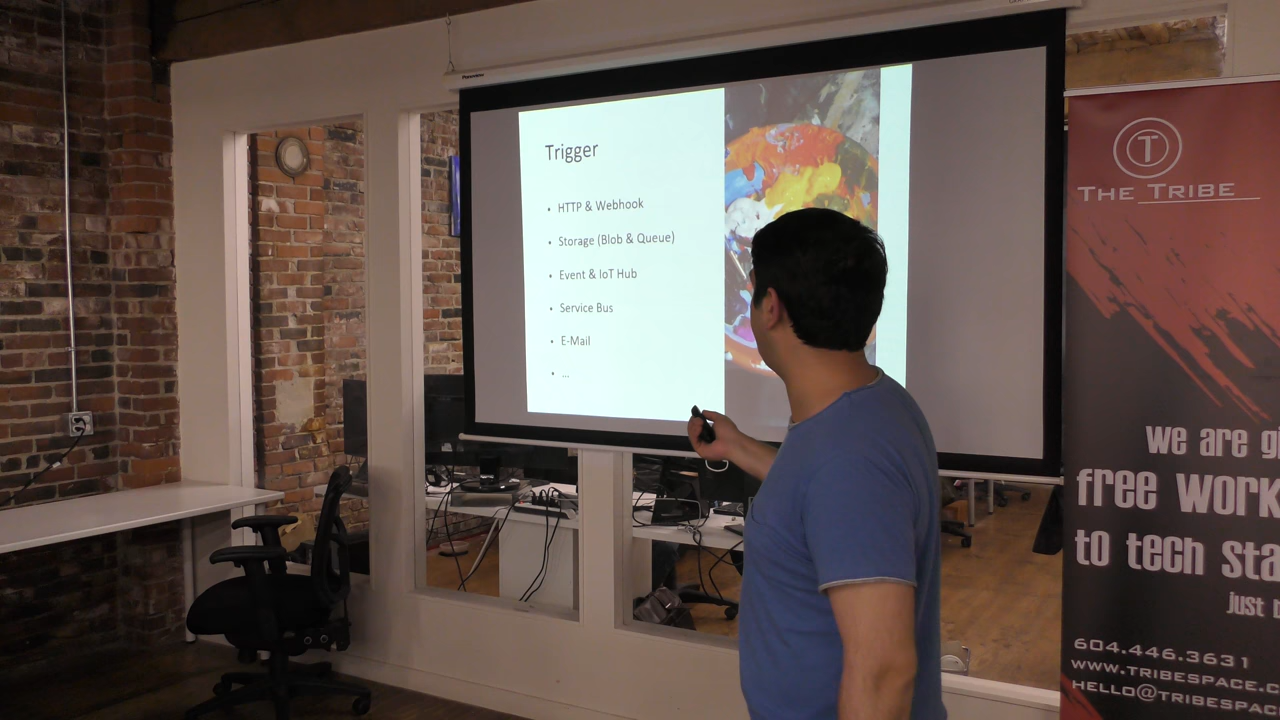 Trigger
• HTTP & Webhook
• Storage (Blob & Queue)
• Event & IoT Hub
• Service Bus
• E-Mail
• ...
T
THE TRIBE
we are gi
free work
to tech sta
just
604.446.3631
WWW.TRIBESPACE.C
HELLO@TRIBESPAC